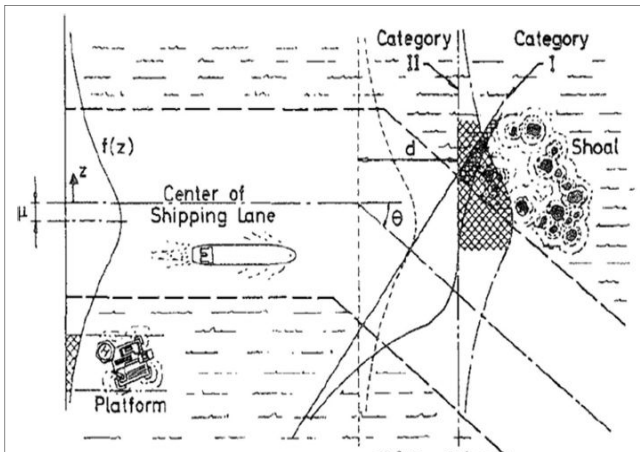 Category
II
Category
I
f(z)
d
Shoal
z
μ
Center of
Shipping Lane
θ
Platform